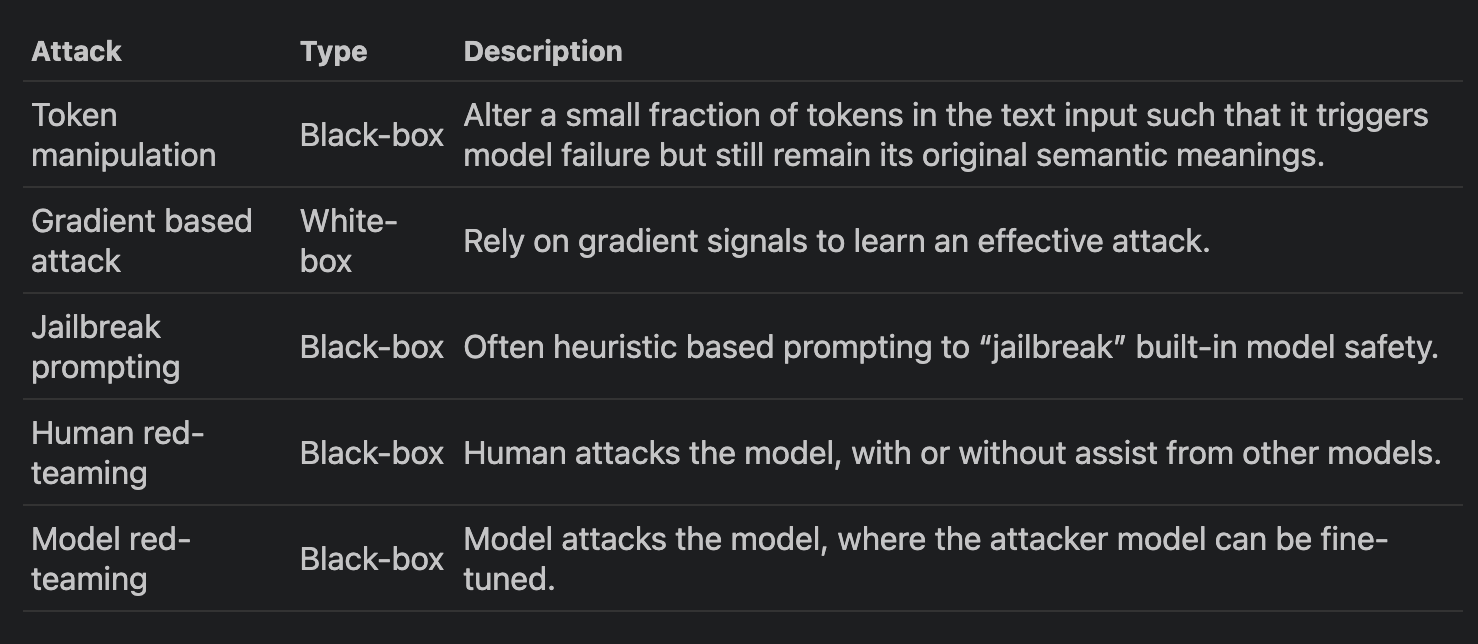 Attack Type Description
Token manipulation Black-box Alter a small fraction of tokens in the text input such that it triggers
model failure but still remain its original semantic meanings.
Gradient based attack White-box Rely on gradient signals to learn an effective attack.
Jailbreak prompting Black-box Often heuristic based prompting to “jailbreak” built-in model safety.
Human red-teaming Black-box Human attacks the model, with or without assist from other models.
Model red-teaming Black-box Model attacks the model, where the attacker model can be fine-
tuned.